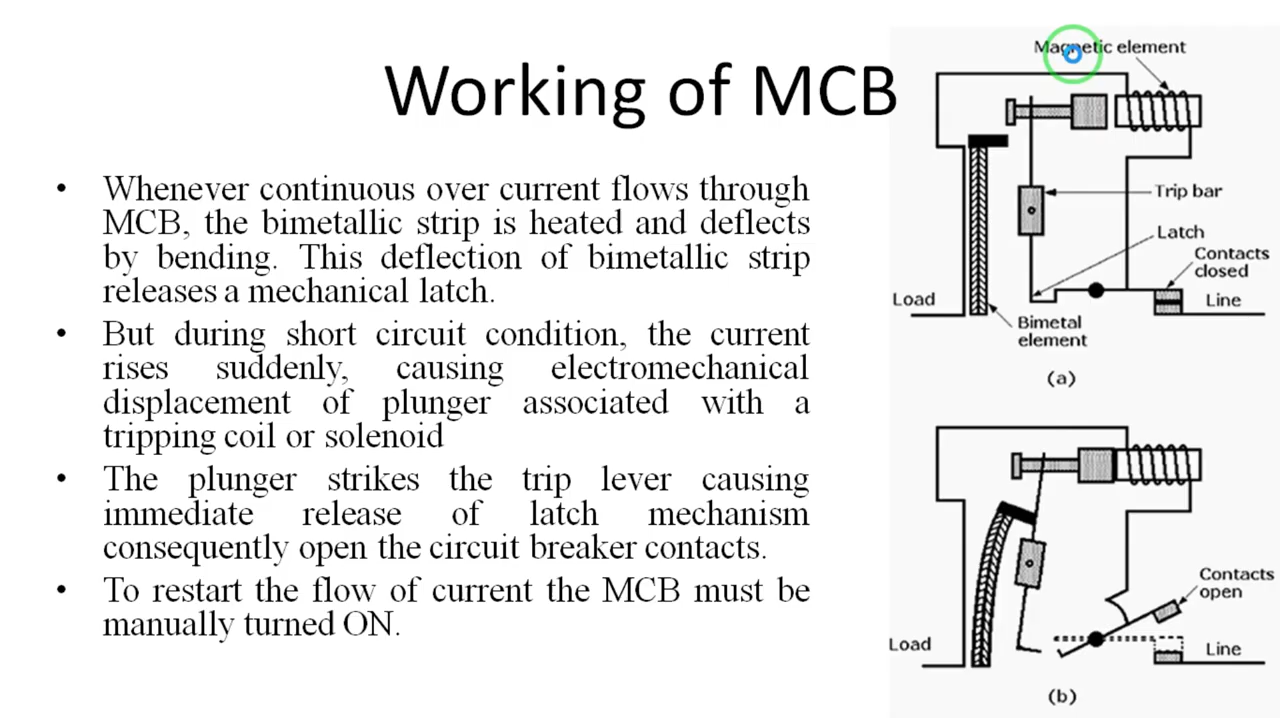 Working of MCB
• Whenever continuous over current flows through
MCB, the bimetallic strip is heated and deflects
by bending. This deflection of bimetallic strip
releases a mechanical latch.
• But during short circuit condition, the current
rises suddenly, causing electromechanical
displacement of plunger associated with a
tripping coil or solenoid
• The plunger strikes the trip lever causing
immediate release of latch mechanism
consequently open the circuit breaker contacts.
• To restart the flow of current the MCB must be
manually turned ON.
Magnetic element
Trip bar
Latch
Contacts
closed
Load
Line
Bimetal
element
(a)
Contacts
open
Load
Line
(b)